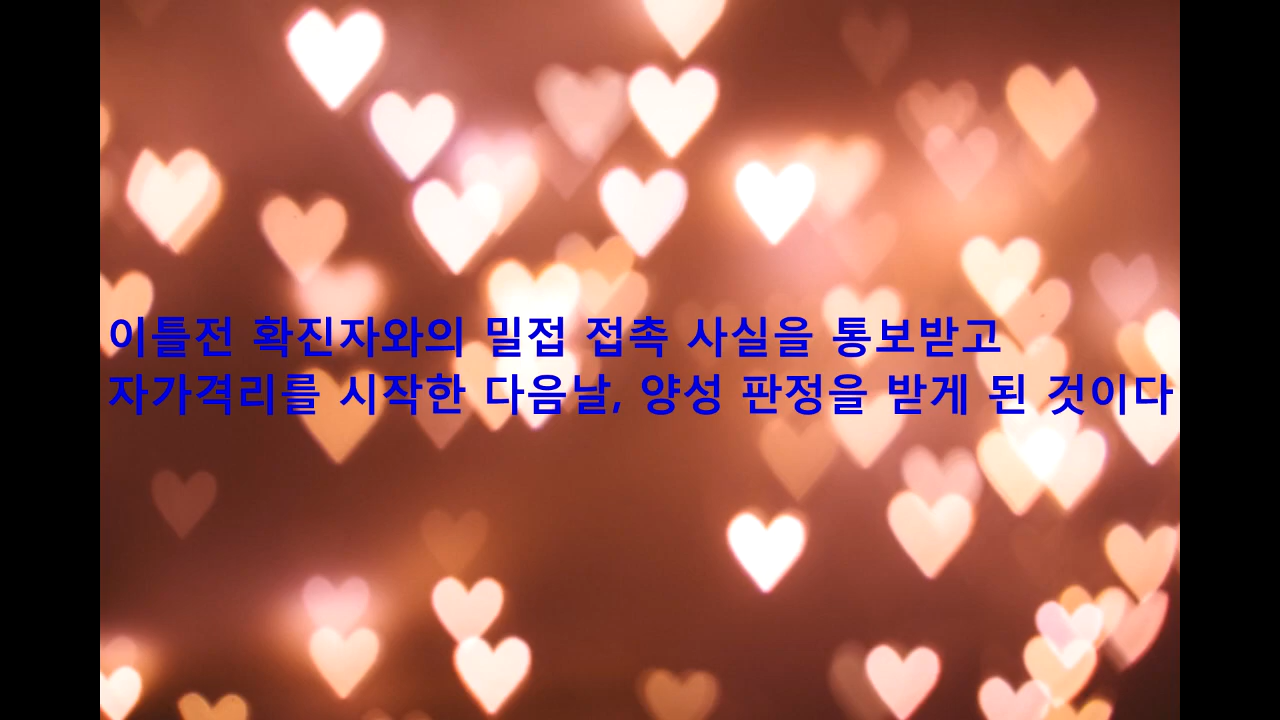 이틀전 확진자와의 밀접 접촉 사실을 통보받고
자가격리를 시작한 다음날, 양성 판정을 받게 된 것이다